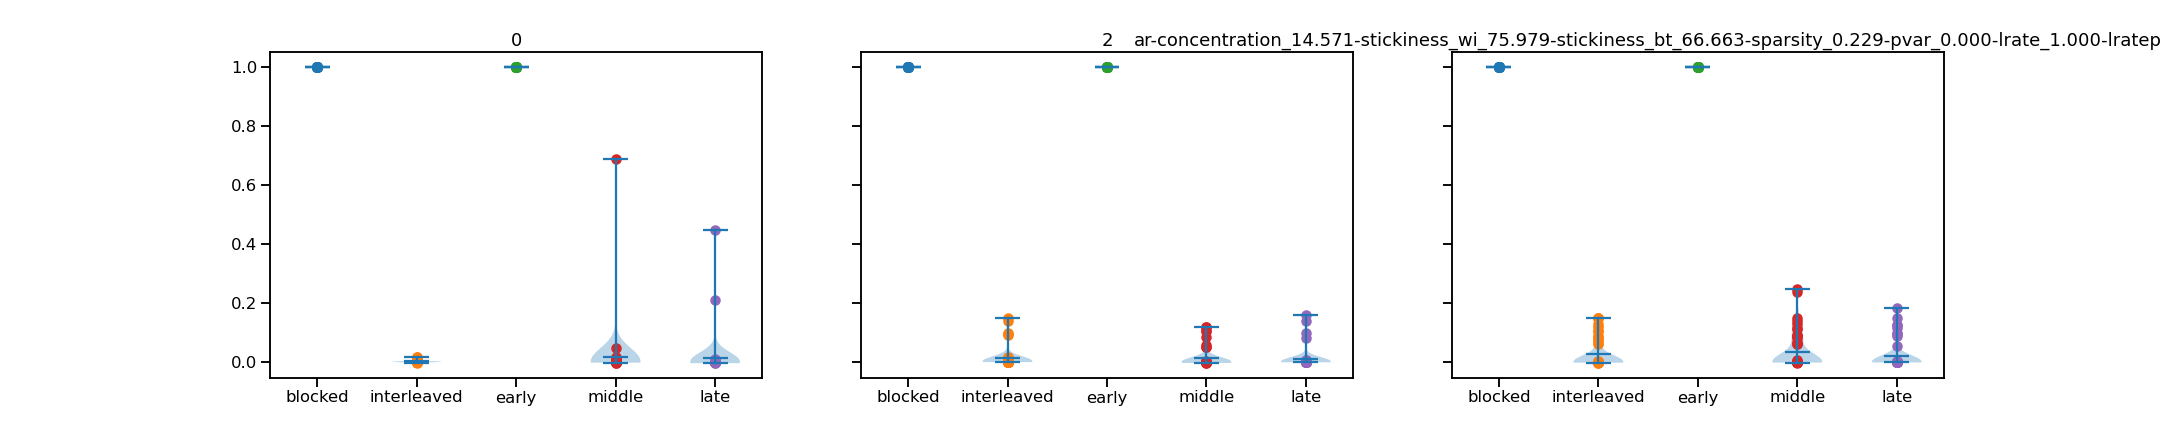 0
2
ar-concentration_14.571-stickiness_wi_75.979-stickiness_bt_66.663-sparsity_0.229-pvar_0.000-lrate_1.000-lratep
1.0
0.8
0.6
0.4
0.2
0.0
blocked interleaved early middle late
blocked interleaved early middle late
blocked interleaved early middle late